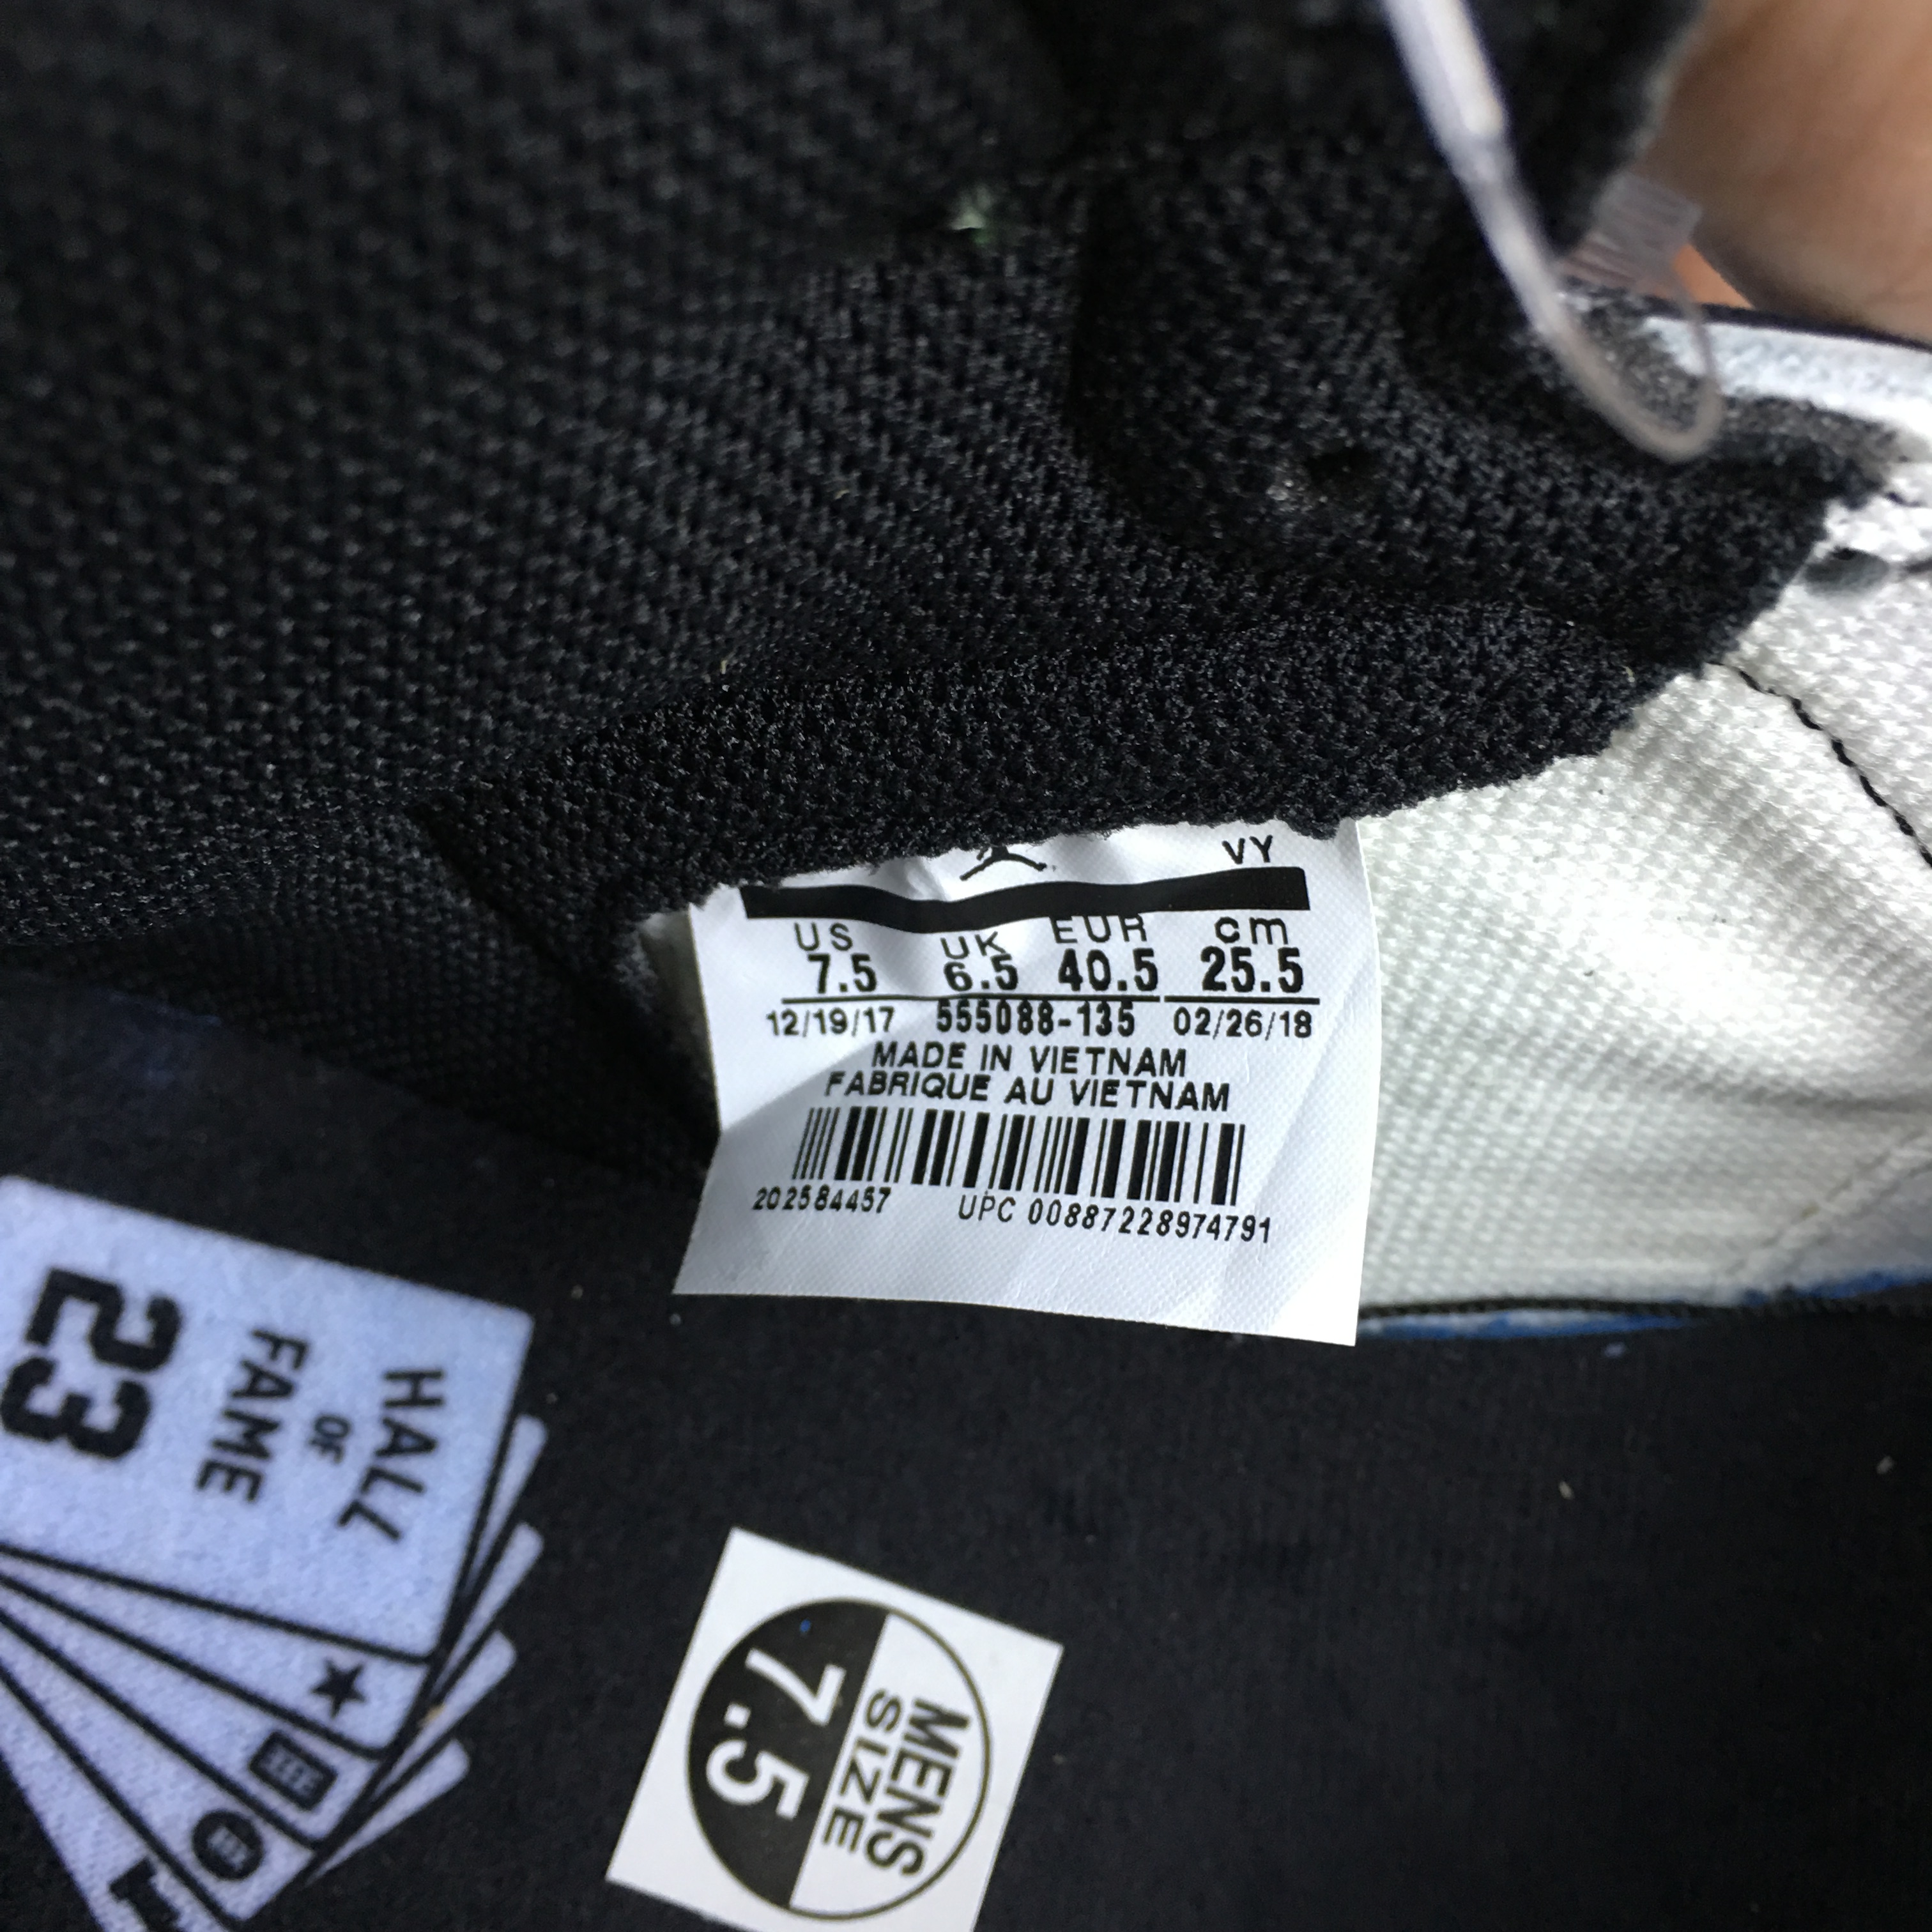 VY
US UK EUR cm
7.5 6.5 40.5 25.5
12/19/17 555088-135 02/26/18
MADE IN VIETNAM
FABRIQUE AU VIETNAM
202584457 UPC 00887228974791
HALL
OF
FAME
23
MENS
SIZE
7.5